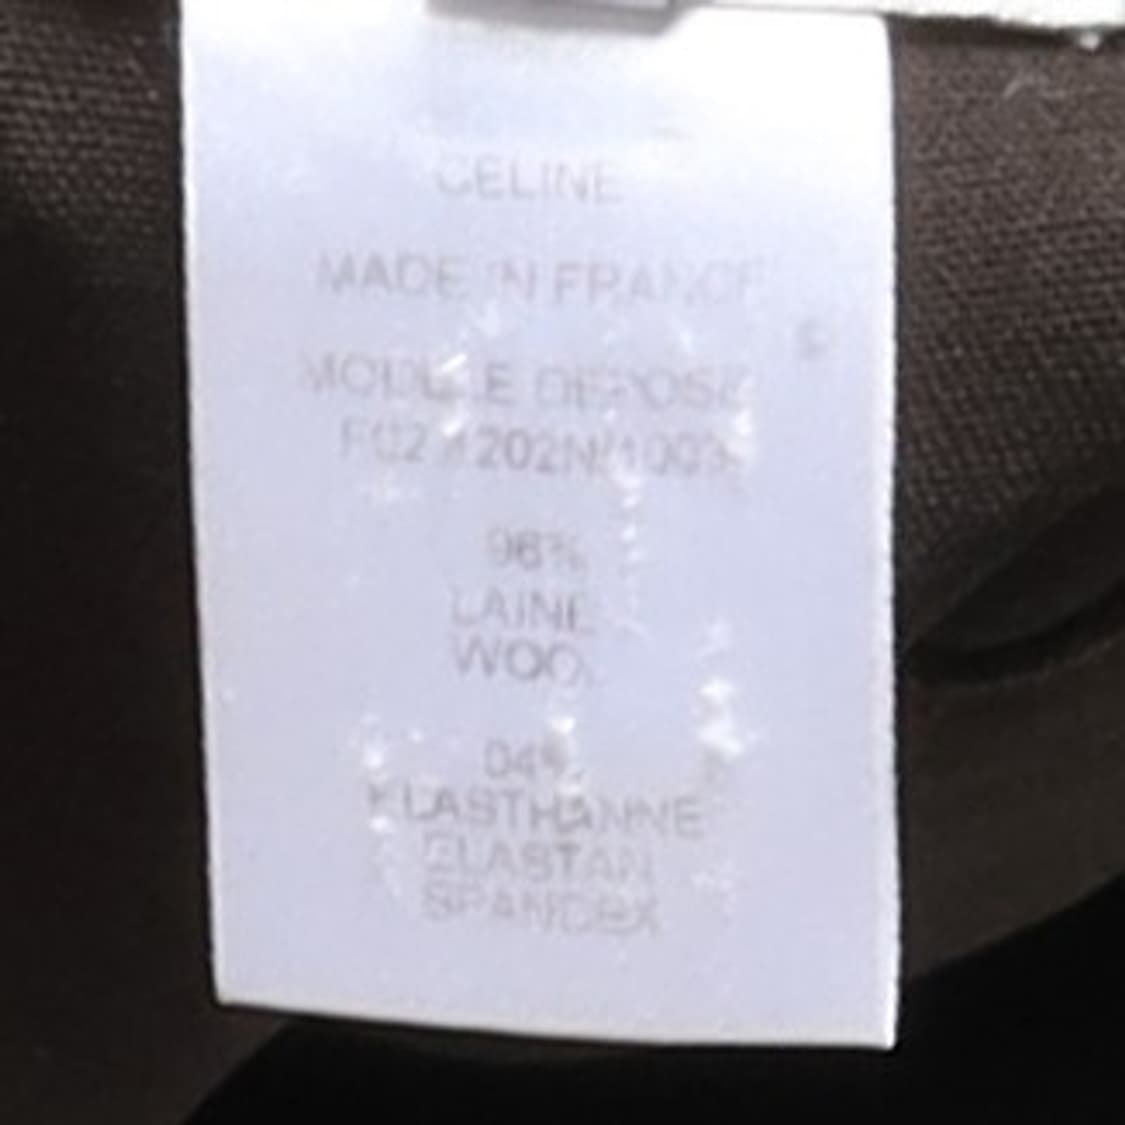 CELINE
MADE IN FRANCE
MODELE DEPOSE
96%
LAINE
WOOL
04%
ELASTHANNE
ELASTAN
SPANDEX